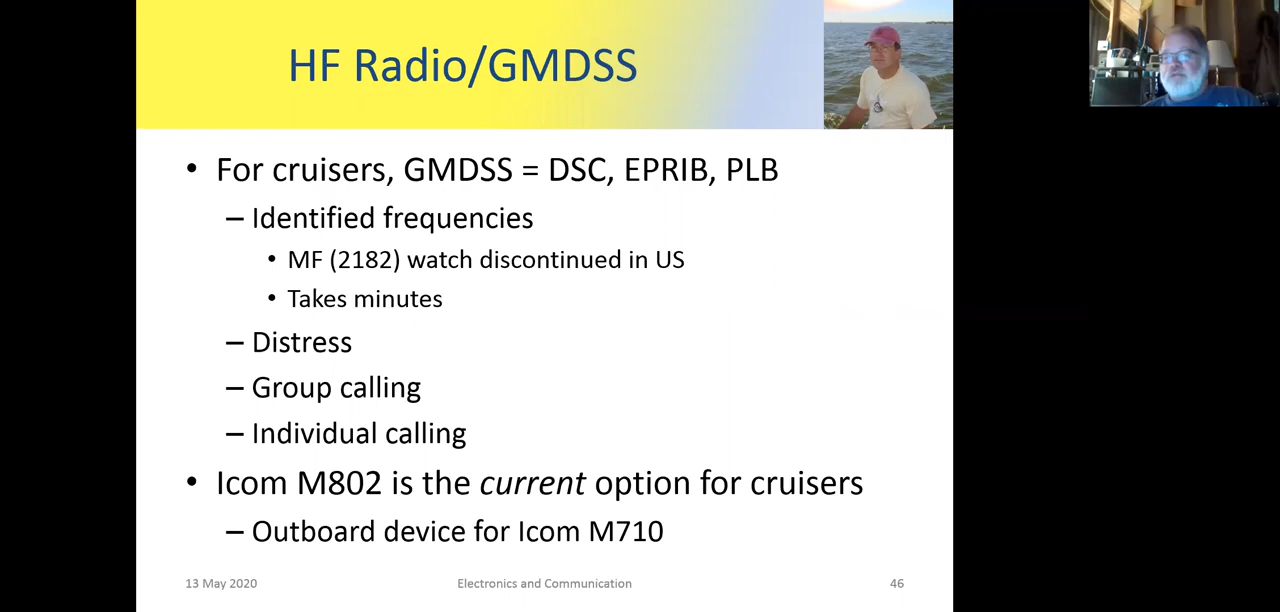 HF Radio/GMDSS
• For cruisers, GMDSS = DSC, EPRIB, PLB
– Identified frequencies
• MF (2182) watch discontinued in US
• Takes minutes
– Distress
– Group calling
– Individual calling
• Icom M802 is the current option for cruisers
– Outboard device for Icom M710
13 May 2020 Electronics and Communication 46